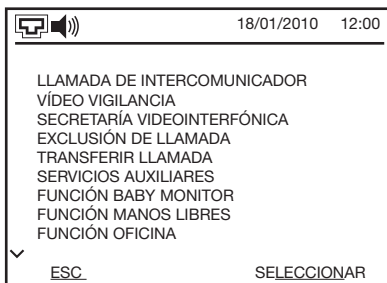 18/01/2010 12:00
LLAMADA DE INTERCOMUNICADOR
VÍDEO VIGILANCIA
SECRETARÍA VIDEOINTERFÓNICA
EXCLUSIÓN DE LLAMADA
TRANSFERIR LLAMADA
SERVICIOS AUXILIARES
FUNCIÓN BABY MONITOR
FUNCIÓN MANOS LIBRES
FUNCIÓN OFICINA
ESC SELECCIONAR